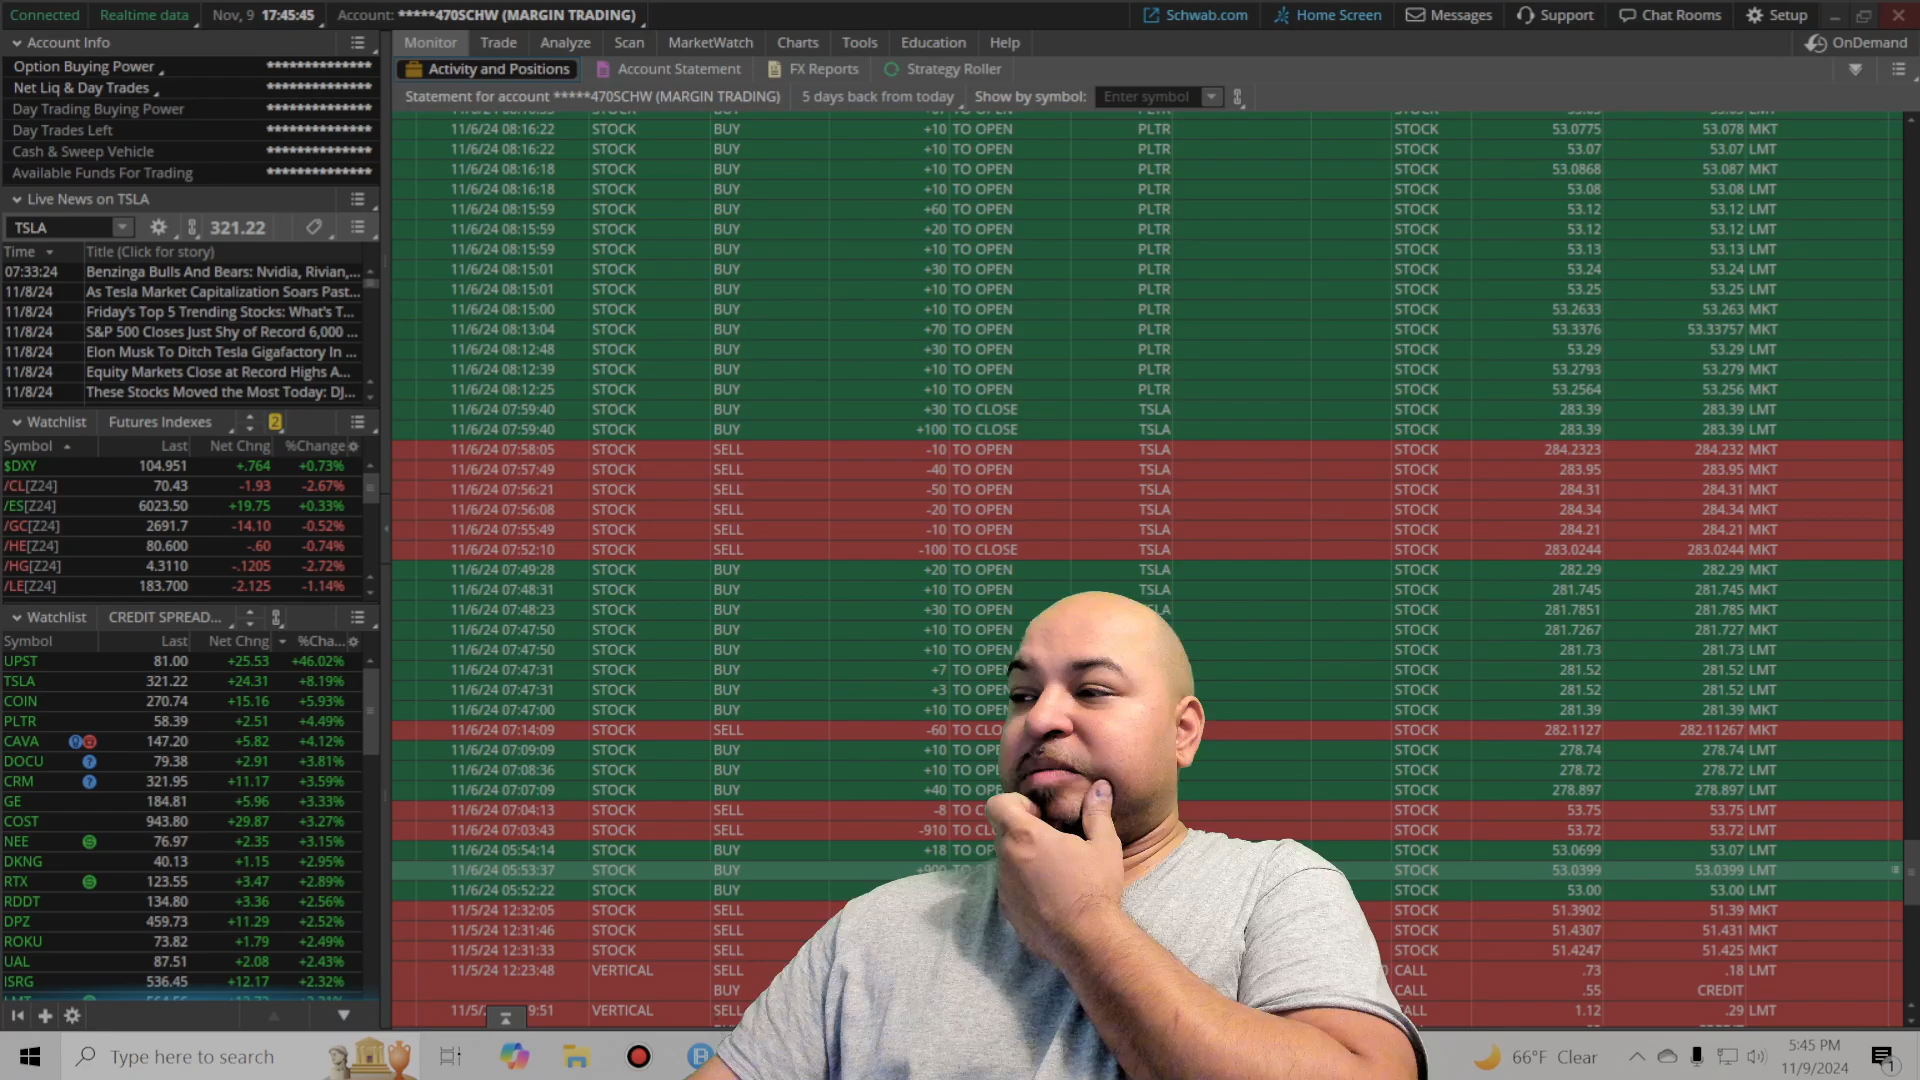 Connected Realtime data Nov, 9 17:45:45 Account: *****470SCHW (MARGIN TRADING) Schwab.com Home Screen Messages Support Chat Rooms Setup
Account Info
Option Buying Power **************
Net Liq & Day Trades **************
Day Trading Buying Power **************
Day Trades Left **************
Cash & Sweep Vehicle **************
Available Funds For Trading **************
Live News on TSLA
TSLA 321.22
Time Title (Click for story)
07:33:24 Benzinga Bulls And Bears: Nvidia, Rivian,...
11/8/24 As Tesla Market Capitalization Soars Past...
11/8/24 Friday's Top 5 Trending Stocks: What's T...
11/8/24 S&P 500 Closes Just Shy of Record 6,000 ...
11/8/24 Elon Musk To Ditch Tesla Gigafactory In ...
11/8/24 Equity Markets Close at Record Highs A...
11/8/24 These Stocks Moved the Most Today: DJ...
Watchlist Futures Indexes 2
Symbol Last Net Chng %Change
$DXY 104.951 +.764 +0.73%
/CL[Z24] 70.43 -1.93 -2.67%
/ES[Z24] 6023.50 +19.75 +0.33%
/GC[Z24] 2691.7 -14.10 -0.52%
/HE[Z24] 80.600 -.60 -0.74%
/HG[Z24] 4.3110 -.1205 -2.72%
/LE[Z24] 183.700 -2.125 -1.14%
Watchlist CREDIT SPREAD...
Symbol Last Net Chng %Cha...
UPST 81.00 +25.53 +46.02%
TSLA 321.22 +24.31 +8.19%
COIN 270.74 +15.16 +5.93%
PLTR 58.39 +2.51 +4.49%
CAVA 147.20 +5.82 +4.12%
DOCU 79.38 +2.91 +3.81%
CRM 321.95 +11.17 +3.59%
GE 184.81 +5.96 +3.33%
COST 943.80 +29.87 +3.27%
NEE 76.97 +2.35 +3.15%
DKNG 40.13 +1.15 +2.95%
RTX 123.55 +3.47 +2.89%
RDDT 134.80 +3.36 +2.56%
DPZ 459.73 +11.29 +2.52%
ROKU 73.82 +1.79 +2.49%
UAL 87.51 +2.08 +2.43%
ISRG 536.45 +12.17 +2.32%
Monitor Trade Analyze Scan MarketWatch Charts Tools Education Help OnDemand
Activity and Positions Account Statement FX Reports Strategy Roller
Statement for account *****470SCHW (MARGIN TRADING) 5 days back from today Show by symbol: Enter symbol
11/6/24 08:16:22 STOCK BUY +10 TO OPEN PLTR STOCK 53.0775 53.078 MKT
11/6/24 08:16:22 STOCK BUY +10 TO OPEN PLTR STOCK 53.07 53.07 LMT
11/6/24 08:16:18 STOCK BUY +10 TO OPEN PLTR STOCK 53.0868 53.087 MKT
11/6/24 08:16:18 STOCK BUY +10 TO OPEN PLTR STOCK 53.08 53.08 LMT
11/6/24 08:15:59 STOCK BUY +60 TO OPEN PLTR STOCK 53.12 53.12 LMT
11/6/24 08:15:59 STOCK BUY +20 TO OPEN PLTR STOCK 53.12 53.12 LMT
11/6/24 08:15:59 STOCK BUY +10 TO OPEN PLTR STOCK 53.13 53.13 LMT
11/6/24 08:15:01 STOCK BUY +30 TO OPEN PLTR STOCK 53.24 53.24 LMT
11/6/24 08:15:01 STOCK BUY +10 TO OPEN PLTR STOCK 53.25 53.25 LMT
11/6/24 08:15:00 STOCK BUY +10 TO OPEN PLTR STOCK 53.2633 53.263 MKT
11/6/24 08:13:04 STOCK BUY +70 TO OPEN PLTR STOCK 53.3376 53.33757 MKT
11/6/24 08:12:48 STOCK BUY +30 TO OPEN PLTR STOCK 53.29 53.29 LMT
11/6/24 08:12:39 STOCK BUY +10 TO OPEN PLTR STOCK 53.2793 53.279 MKT
11/6/24 08:12:25 STOCK BUY +10 TO OPEN PLTR STOCK 53.2564 53.256 MKT
11/6/24 07:59:40 STOCK BUY +30 TO CLOSE TSLA STOCK 283.39 283.39 LMT
11/6/24 07:59:40 STOCK BUY +100 TO CLOSE TSLA STOCK 283.39 283.39 LMT
11/6/24 07:58:05 STOCK SELL -10 TO OPEN TSLA STOCK 284.2323 284.232 MKT
11/6/24 07:57:49 STOCK SELL -40 TO OPEN TSLA STOCK 283.95 283.95 MKT
11/6/24 07:56:21 STOCK SELL -50 TO OPEN TSLA STOCK 284.31 284.31 MKT
11/6/24 07:56:08 STOCK SELL -20 TO OPEN TSLA STOCK 284.34 284.34 MKT
11/6/24 07:55:49 STOCK SELL -10 TO OPEN TSLA STOCK 284.21 284.21 MKT
11/6/24 07:52:10 STOCK SELL -100 TO CLOSE TSLA STOCK 283.0244 283.0244 MKT
11/6/24 07:49:28 STOCK BUY +20 TO OPEN TSLA STOCK 282.29 282.29 MKT
11/6/24 07:48:31 STOCK BUY +10 TO OPEN TSLA STOCK 281.745 281.745 MKT
11/6/24 07:48:23 STOCK BUY +30 TO OPEN SLA STOCK 281.7851 281.785 MKT
11/6/24 07:47:50 STOCK BUY +10 TO OPEN STOCK 281.7267 281.727 MKT
11/6/24 07:47:50 STOCK BUY +10 TO OPEN STOCK 281.73 281.73 LMT
11/6/24 07:47:31 STOCK BUY +7 TO OPEN STOCK 281.52 281.52 LMT
11/6/24 07:47:31 STOCK BUY +3 TO OPEN STOCK 281.52 281.52 LMT
11/6/24 07:47:00 STOCK BUY +10 TO OPEN STOCK 281.39 281.39 LMT
11/6/24 07:14:09 STOCK SELL -60 TO CLO STOCK 282.1127 282.11267 MKT
11/6/24 07:09:09 STOCK BUY +10 TO OP STOCK 278.74 278.74 LMT
11/6/24 07:08:36 STOCK BUY +10 TO OP STOCK 278.72 278.72 LMT
11/6/24 07:07:09 STOCK BUY +40 TO OP STOCK 278.897 278.897 LMT
11/6/24 07:04:13 STOCK SELL -8 TO C STOCK 53.75 53.75 LMT
11/6/24 07:03:43 STOCK SELL -910 TO CL STOCK 53.72 53.72 LMT
11/6/24 05:54:14 STOCK BUY +18 TO OP STOCK 53.0699 53.07 LMT
11/6/24 05:53:37 STOCK BUY STOCK 53.0399 53.0399 LMT
11/6/24 05:52:22 STOCK BUY STOCK 53.00 53.00 LMT
11/5/24 12:32:05 STOCK SELL STOCK 51.3902 51.39 MKT
11/5/24 12:31:46 STOCK SELL STOCK 51.4307 51.431 MKT
11/5/24 12:31:33 STOCK SELL STOCK 51.4247 51.425 MKT
11/5/24 12:23:48 VERTICAL SELL CALL .73 .18 LMT
BUY CALL .55 CREDIT
11/5/ 9:51 VERTICAL SELL ALL 1.12 .29 LMT
Type here to search 66°F Clear 5:45 PM
11/9/2024 1